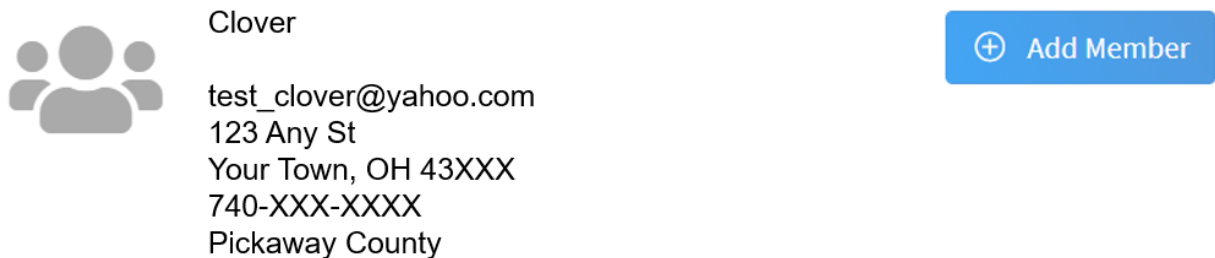 Clover
Add Member
test_clover@yahoo.com
123 Any St
Your Town, OH 43XXX
740-XXX-XXXX
Pickaway County